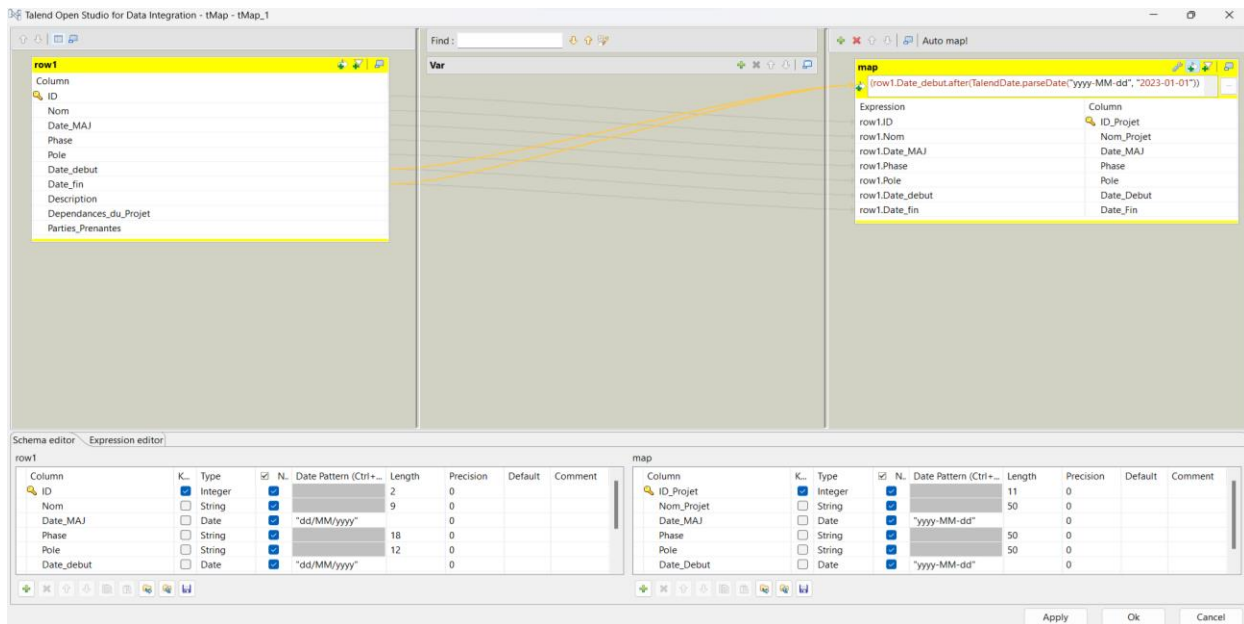 Talend Open Studio for Data Integration - tMap - tMap_1
Find :
Auto map!
row1
Column
ID
Nom
Date_MAJ
Phase
Pole
Date_debut
Date_fin
Description
Dependances_du_Projet
Parties_Prenantes
Var
map
(row1.Date_debut.after(TalendDate.parseDate("yyyy-MM-dd", "2023-01-01"))
...
Expression Column
row1.ID ID_Projet
row1.Nom Nom_Projet
row1.Date_MAJ Date_MAJ
row1.Phase Phase
row1.Pole Pole
row1.Date_debut Date_Debut
row1.Date_fin Date_Fin
Schema editor Expression editor
row1
Column K... Type N.. Date Pattern (Ctrl+... Length Precision Default Comment
ID Integer 2 0
Nom String 9 0
Date_MAJ Date "dd/MM/yyyy" 0
Phase String 18 0
Pole String 12 0
Date_debut Date "dd/MM/yyyy" 0
map
Column K... Type N.. Date Pattern (Ctrl+... Length Precision Default Comment
ID_Projet Integer 11 0
Nom_Projet String 50 0
Date_MAJ Date "yyyy-MM-dd" 0
Phase String 50 0
Pole String 50 0
Date_Debut Date "yyyy-MM-dd" 0
Apply Ok Cancel